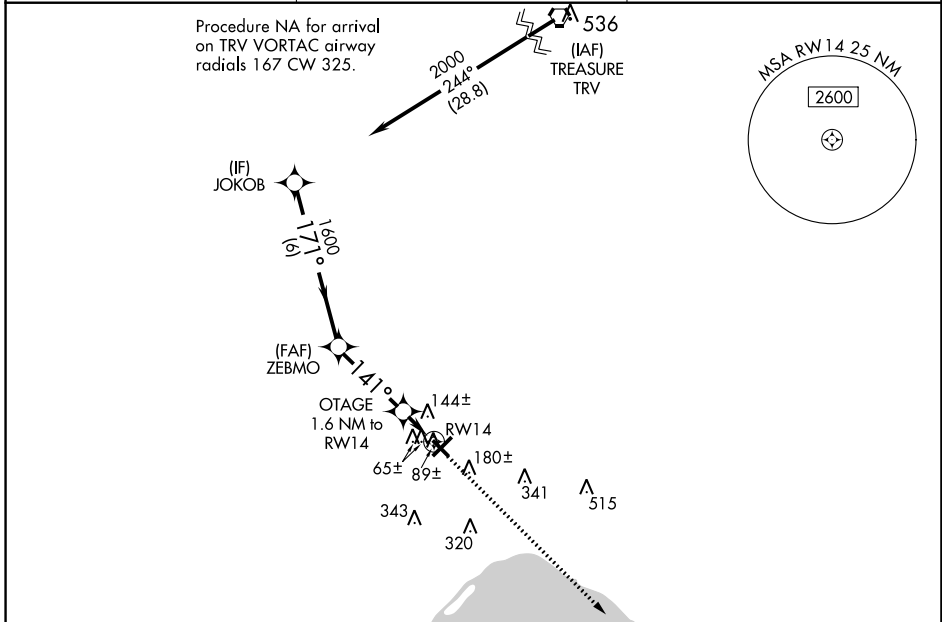 Procedure NA for arrival
on TRV VORTAC airway
radials 167 CW 325.
536
(IAF)
TREASURE
TRV
2000
244°
(28.8)
MSA RW14 25 NM
2600
(IF)
JOKOB
1600
171°
(6)
(FAF)
ZEBMO
141°
OTAGE
1.6 NM to
RW14
144±
RW14
65±
89±
180±
341
515
343
320